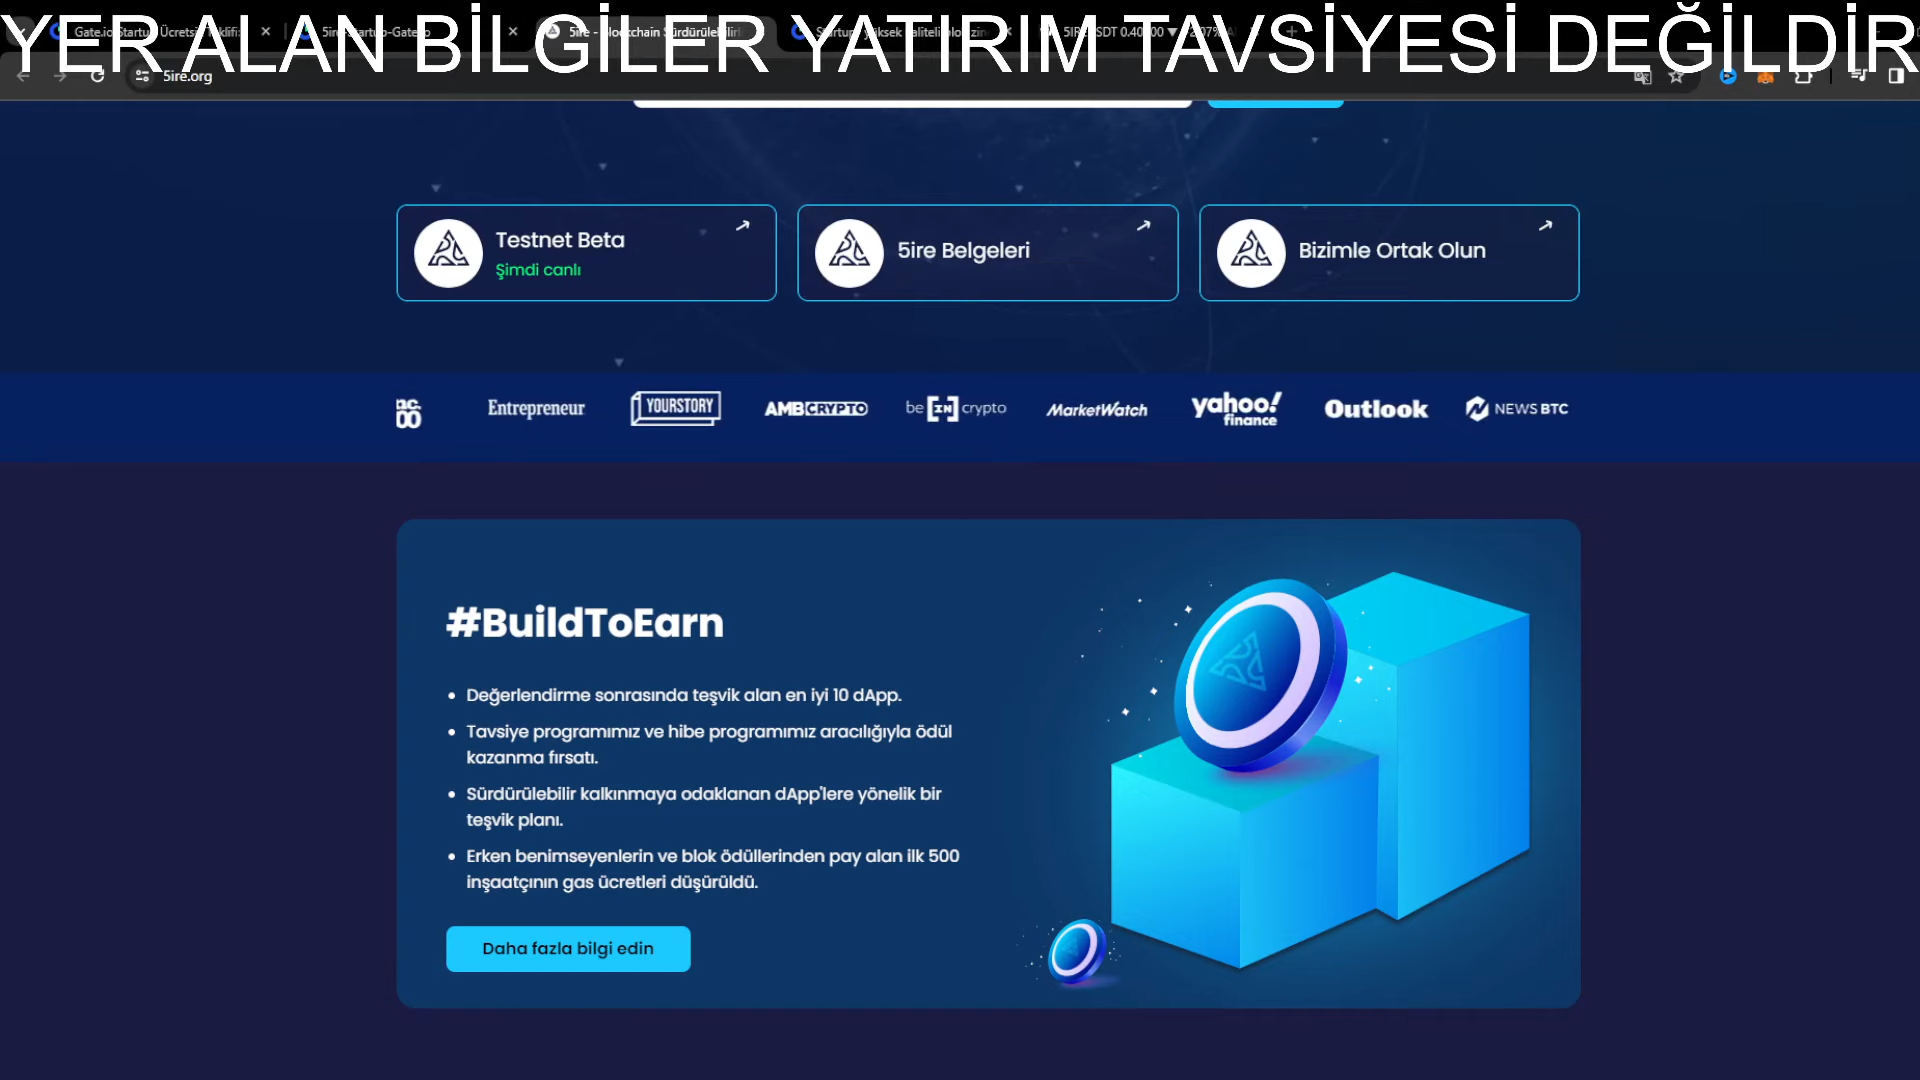 YER ALAN BİLGİLER YATIRIM TAVSİYESİ DEĞİLDİR
5ire.org
Testnet Beta
Şimdi canlı
5ire Belgeleri
Bizimle Ortak Olun
Entrepreneur
YOURSTORY
AMBCRYPTO
be[IN]crypto
MarketWatch
yahoo!
finance
Outlook
NEWS BTC
#BuildToEarn
• Değerlendirme sonrasında teşvik alan en iyi 10 dApp.
• Tavsiye programımız ve hibe programımız aracılığıyla ödül
kazanma fırsatı.
• Sürdürülebilir kalkınmaya odaklanan dApp'lere yönelik bir
teşvik planı.
• Erken benimseyenlerin ve blok ödüllerinden pay alan ilk 500
inşaatçının gas ücretleri düşürüldü.
Daha fazla bilgi edin